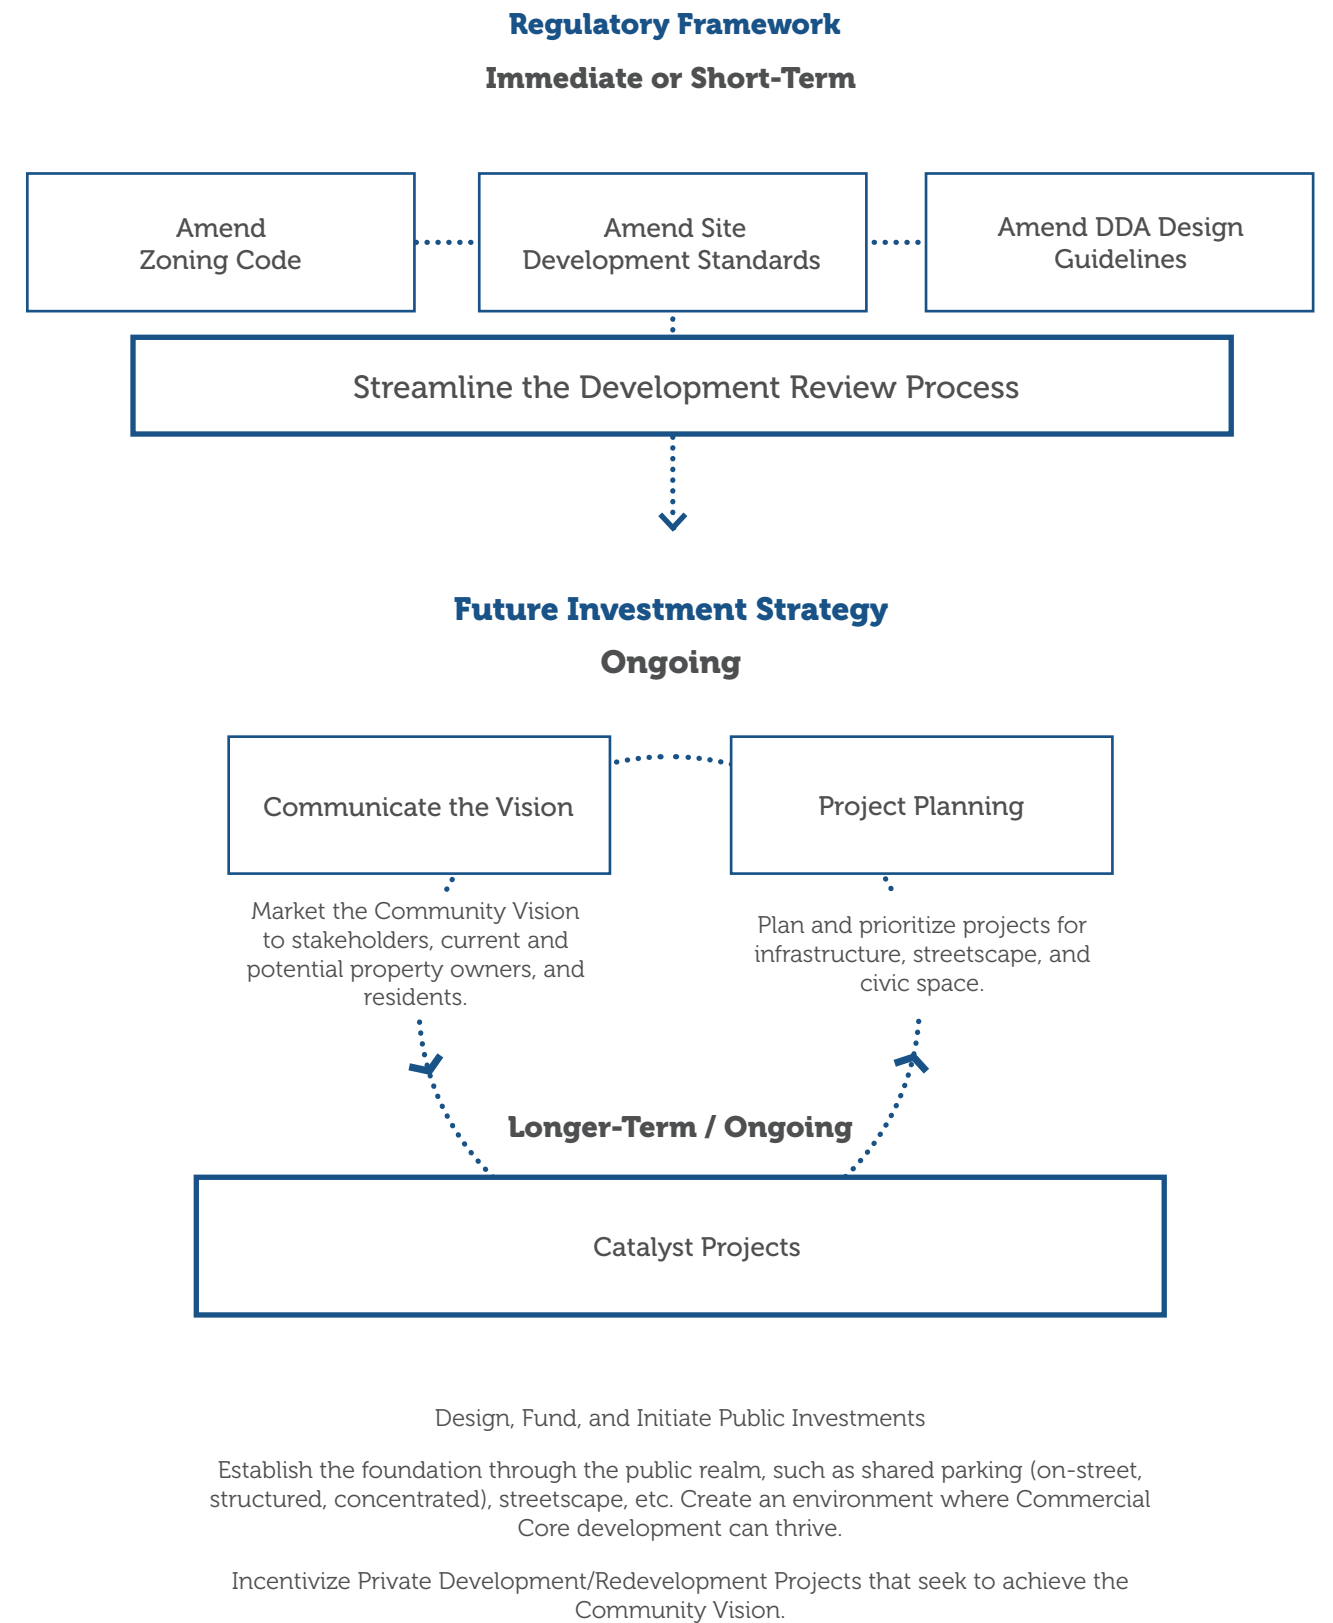 Regulatory Framework
Immediate or Short-Term
Amend
Zoning Code
Amend Site
Development Standards
Amend DDA Design
Guidelines
Streamline the Development Review Process
Future Investment Strategy
Ongoing
Communicate the Vision
Project Planning
Market the Community Vision
to stakeholders, current and
potential property owners, and
residents.
Plan and prioritize projects for
infrastructure, streetscape, and
civic space.
Longer-Term / Ongoing
Catalyst Projects
Design, Fund, and Initiate Public Investments
Establish the foundation through the public realm, such as shared parking (on-street,
structured, concentrated), streetscape, etc. Create an environment where Commercial
Core development can thrive.
Incentivize Private Development/Redevelopment Projects that seek to achieve the
Community Vision.